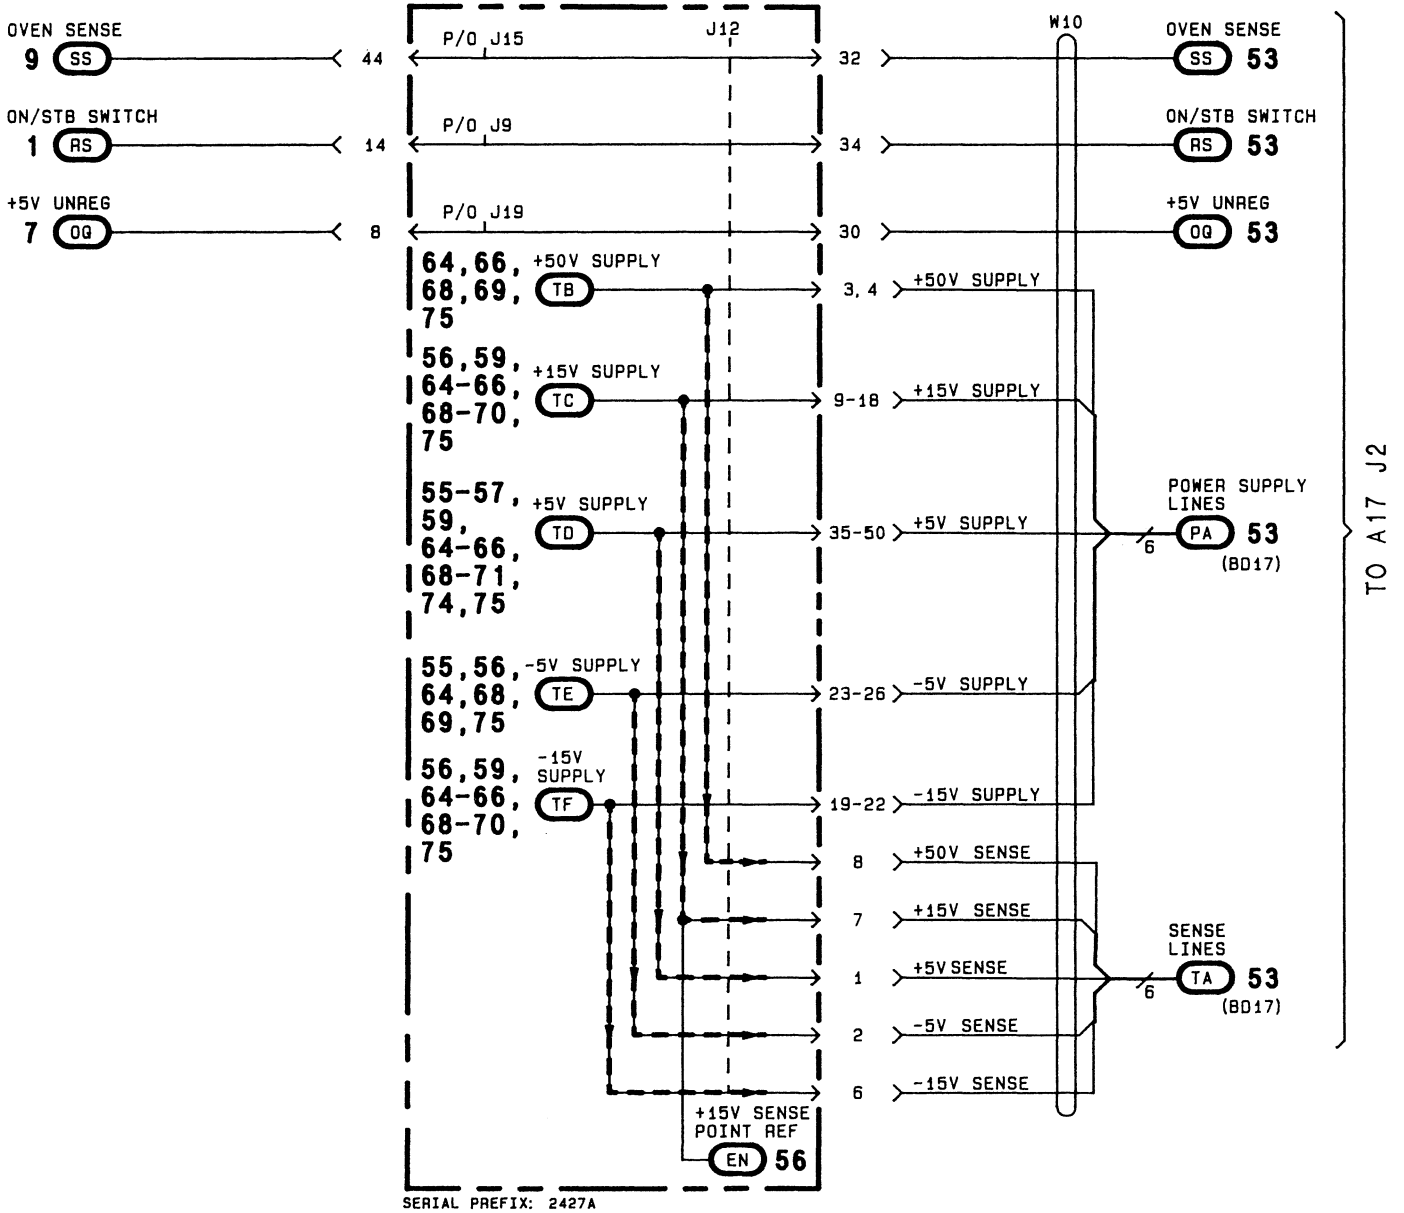 OVEN SENSE
9 SS 44 P/O J15 J12 32 W10 OVEN SENSE
SS 53
ON/STB SWITCH
1 RS 14 P/O J9 34 ON/STB SWITCH
RS 53
+5V UNREG
7 OQ 8 P/O J19 30 +5V UNREG
OQ 53
64,66,
68,69,
75
+50V SUPPLY
TB 3,4 +50V SUPPLY
56,59,
64-66,
68-70,
75
+15V SUPPLY
TC 9-18 +15V SUPPLY
55-57,
59,
64-66,
68-71,
74,75
+5V SUPPLY
TD 35-50 +5V SUPPLY
6
POWER SUPPLY
LINES
PA 53
(BD17)
TO A17 J2
55,56,
64,68,
69,75
-5V SUPPLY
TE 23-26 -5V SUPPLY
56,59,
64-66,
68-70,
75
-15V
SUPPLY
TF 19-22 -15V SUPPLY
8 +50V SENSE
7 +15V SENSE
1 +5V SENSE
6
SENSE
LINES
TA 53
(BD17)
2 -5V SENSE
6 -15V SENSE
+15V SENSE
POINT REF
EN 56
SERIAL PREFIX: 2427A